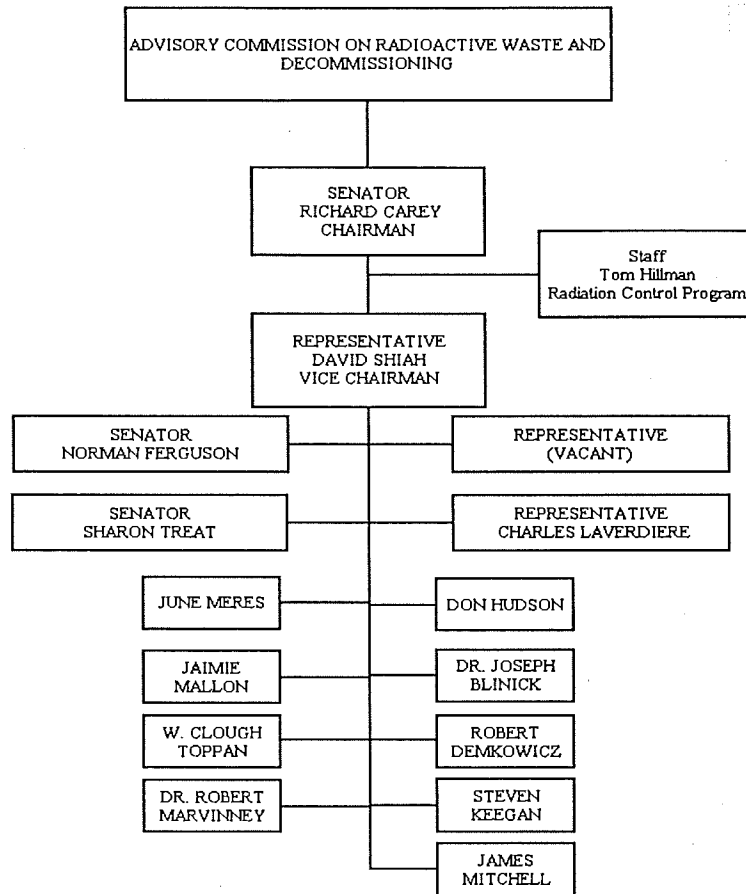 ADVISORY COMMISSION ON RADIOACTIVE WASTE AND
DECOMMISSIONING
SENATOR
RICHARD CAREY
CHAIRMAN
Staff
Tom Hillman
Radiation Control Program
REPRESENTATIVE
DAVID SHIAH
VICE CHAIRMAN
SENATOR
NORMAN FERGUSON
REPRESENTATIVE
(VACANT)
SENATOR
SHARON TREAT
REPRESENTATIVE
CHARLES LAVERDIERE
JUNE MERES
DON HUDSON
JAIMIE
MALLON
DR. JOSEPH
BLINICK
W. CLOUGH
TOPPAN
ROBERT
DEMKOWICZ
DR. ROBERT
MARVINNEY
STEVEN
KEEGAN
JAMES
MITCHELL